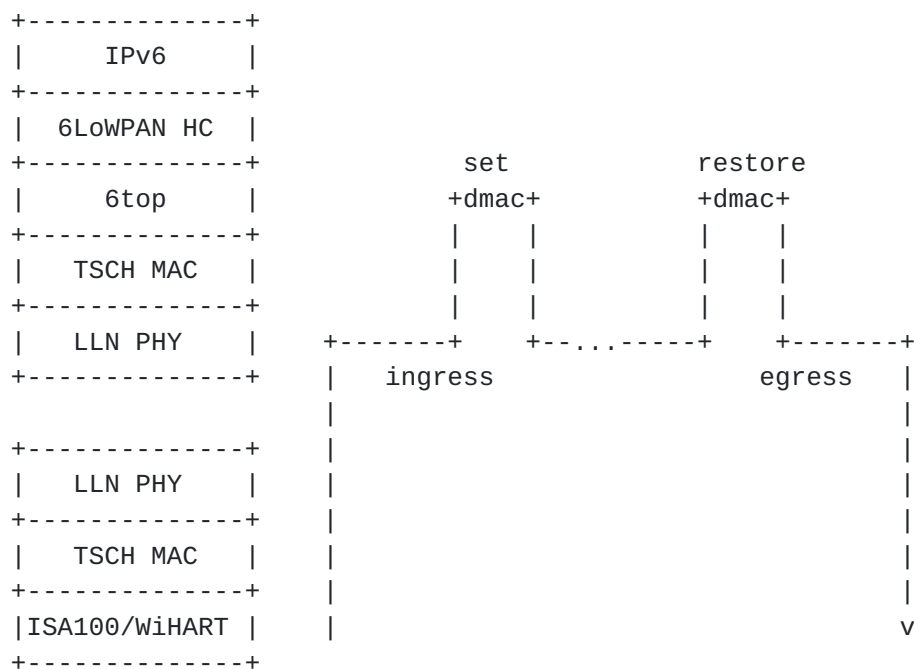 +--------------+
|     IPv6     |
+--------------+
|  6LoWPAN HC  |
+--------------+             set            restore
|     6top     |            +dmac+          +dmac+
+--------------+            |    |          |    |
|   TSCH MAC   |            |    |          |    |
+--------------+            |    |          |    |
|   LLN PHY    |    +-------+    +--...-----+    +-------+
+--------------+    |   ingress                 egress   |
                    |                                    |
+--------------+    |                                    |
|   LLN PHY    |    |                                    |
+--------------+    |                                    |
|   TSCH MAC   |    |                                    |
+--------------+    |                                    |
|ISA100/WiHART |    |                                    v
+--------------+